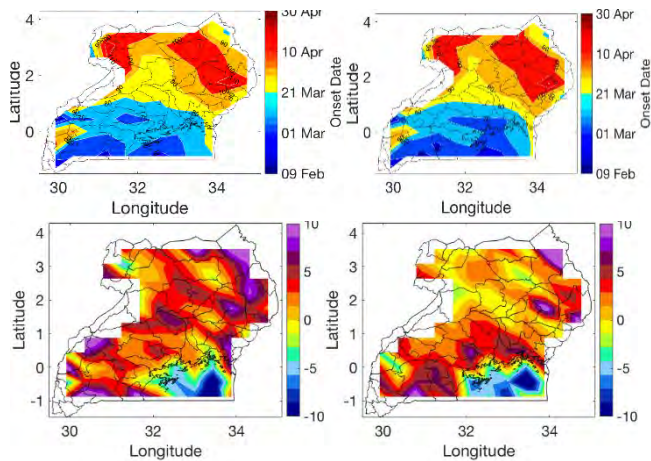 4
2
0
Latitude
30 32 34
Longitude
30 Apr
10 Apr
21 Mar
01 Mar
09 Feb
Onset Date
4
2
0
Latitude
30 32 34
Longitude
30 Apr
10 Apr
21 Mar
01 Mar
09 Feb
Onset Date
4
3
2
1
0
-1
Latitude
30 32 34
Longitude
10
5
0
-5
-10
4
3
2
1
0
-1
Latitude
30 32 34
Longitude
10
5
0
-5
-10